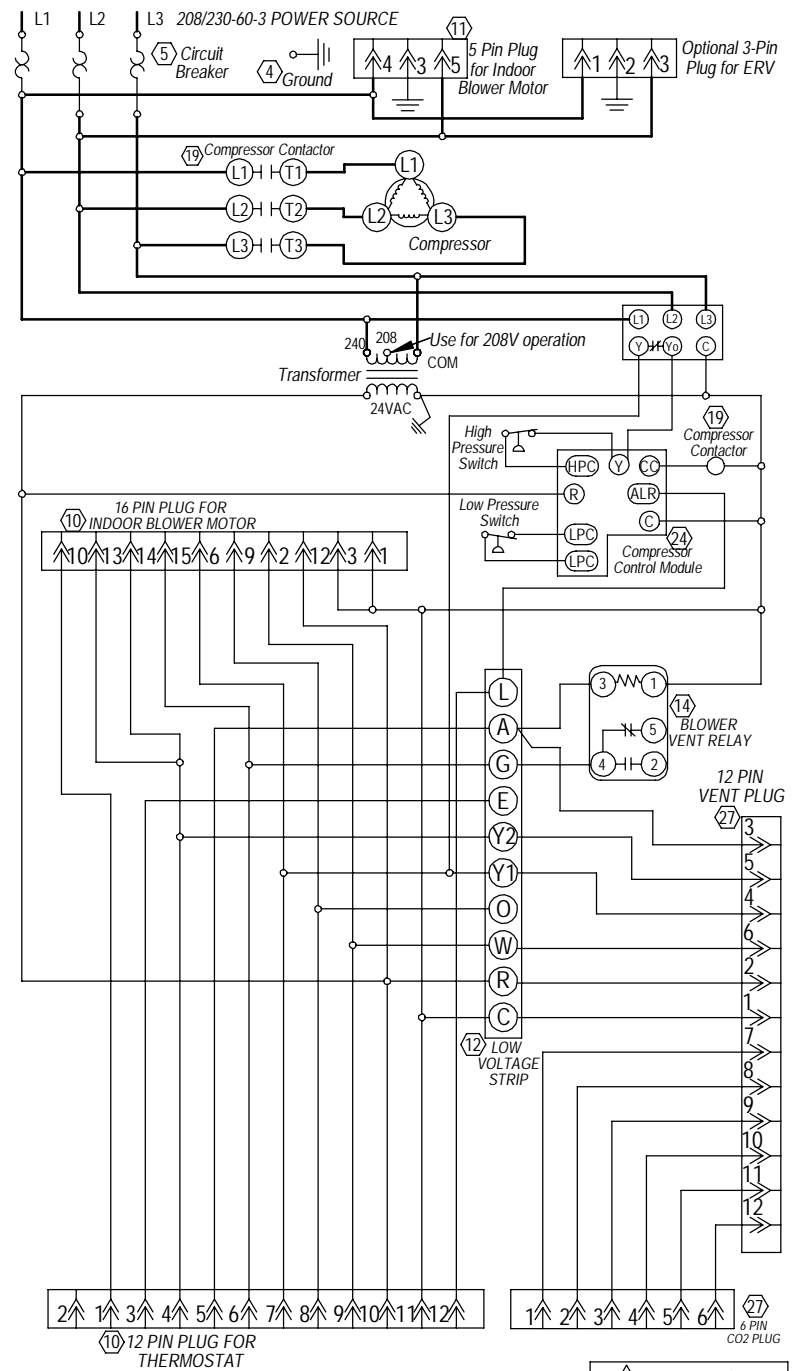 L1 L2 L3 208/230-60-3 POWER SOURCE
5 Circuit
Breaker
4 Ground
11
4 3 5
5 Pin Plug
for Indoor
Blower Motor
1 2 3
Optional 3-Pin
Plug for ERV
19 Compressor Contactor
L1 T1
L2 T2
L3 T3
L1
L2 L3
Compressor
L1 L2 L3
Y Yo C
240 208 Use for 208V operation
COM
Transformer
24VAC
High
Pressure
Switch
19
Compressor
Contactor
HPC Y CC
R ALR
C
Low Pressure
Switch
LPC
LPC
24
Compressor
Control Module
10 16 PIN PLUG FOR
INDOOR BLOWER MOTOR
10 13 14 15 6 9 2 12 3 1
L
A
G
E
Y2
Y1
O
W
R
C
12 LOW
VOLTAGE
STRIP
3 1
5
4 2
14
BLOWER
VENT RELAY
12 PIN
VENT PLUG
27
3
5
4
6
2
1
7
8
9
10
11
12
2 1 3 4 5 6 7 8 9 10 11 12
10 12 PIN PLUG FOR
THERMOSTAT
1 2 3 4 5 6
27
6 PIN
CO2 PLUG